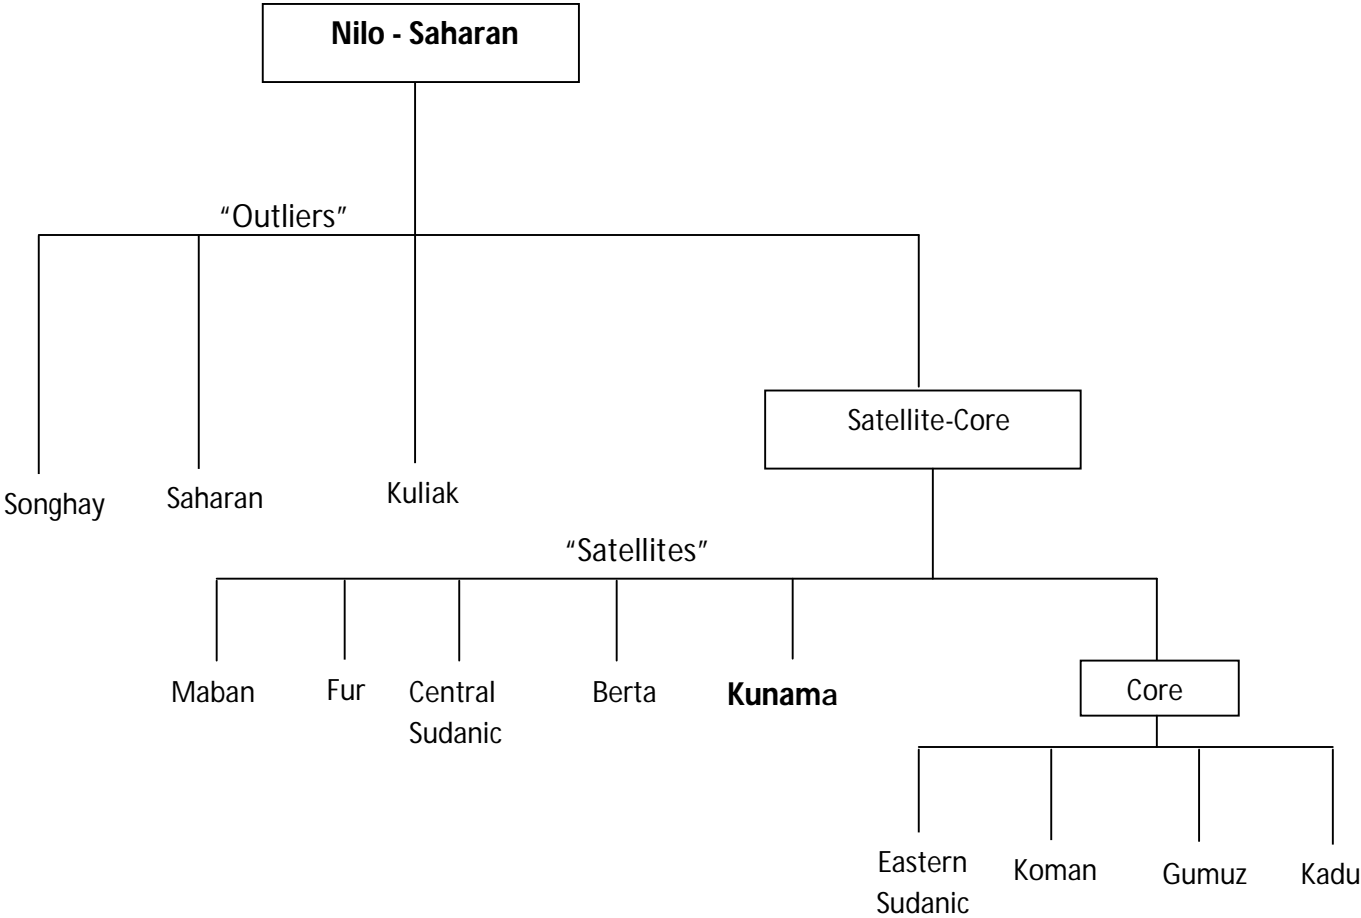 Nilo - Saharan
“Outliers”
Satellite-Core
Songhay
Saharan
Kuliak
“Satellites”
Maban
Fur
Central
Sudanic
Berta
Kunama
Core
Eastern
Sudanic
Koman
Gumuz
Kadu